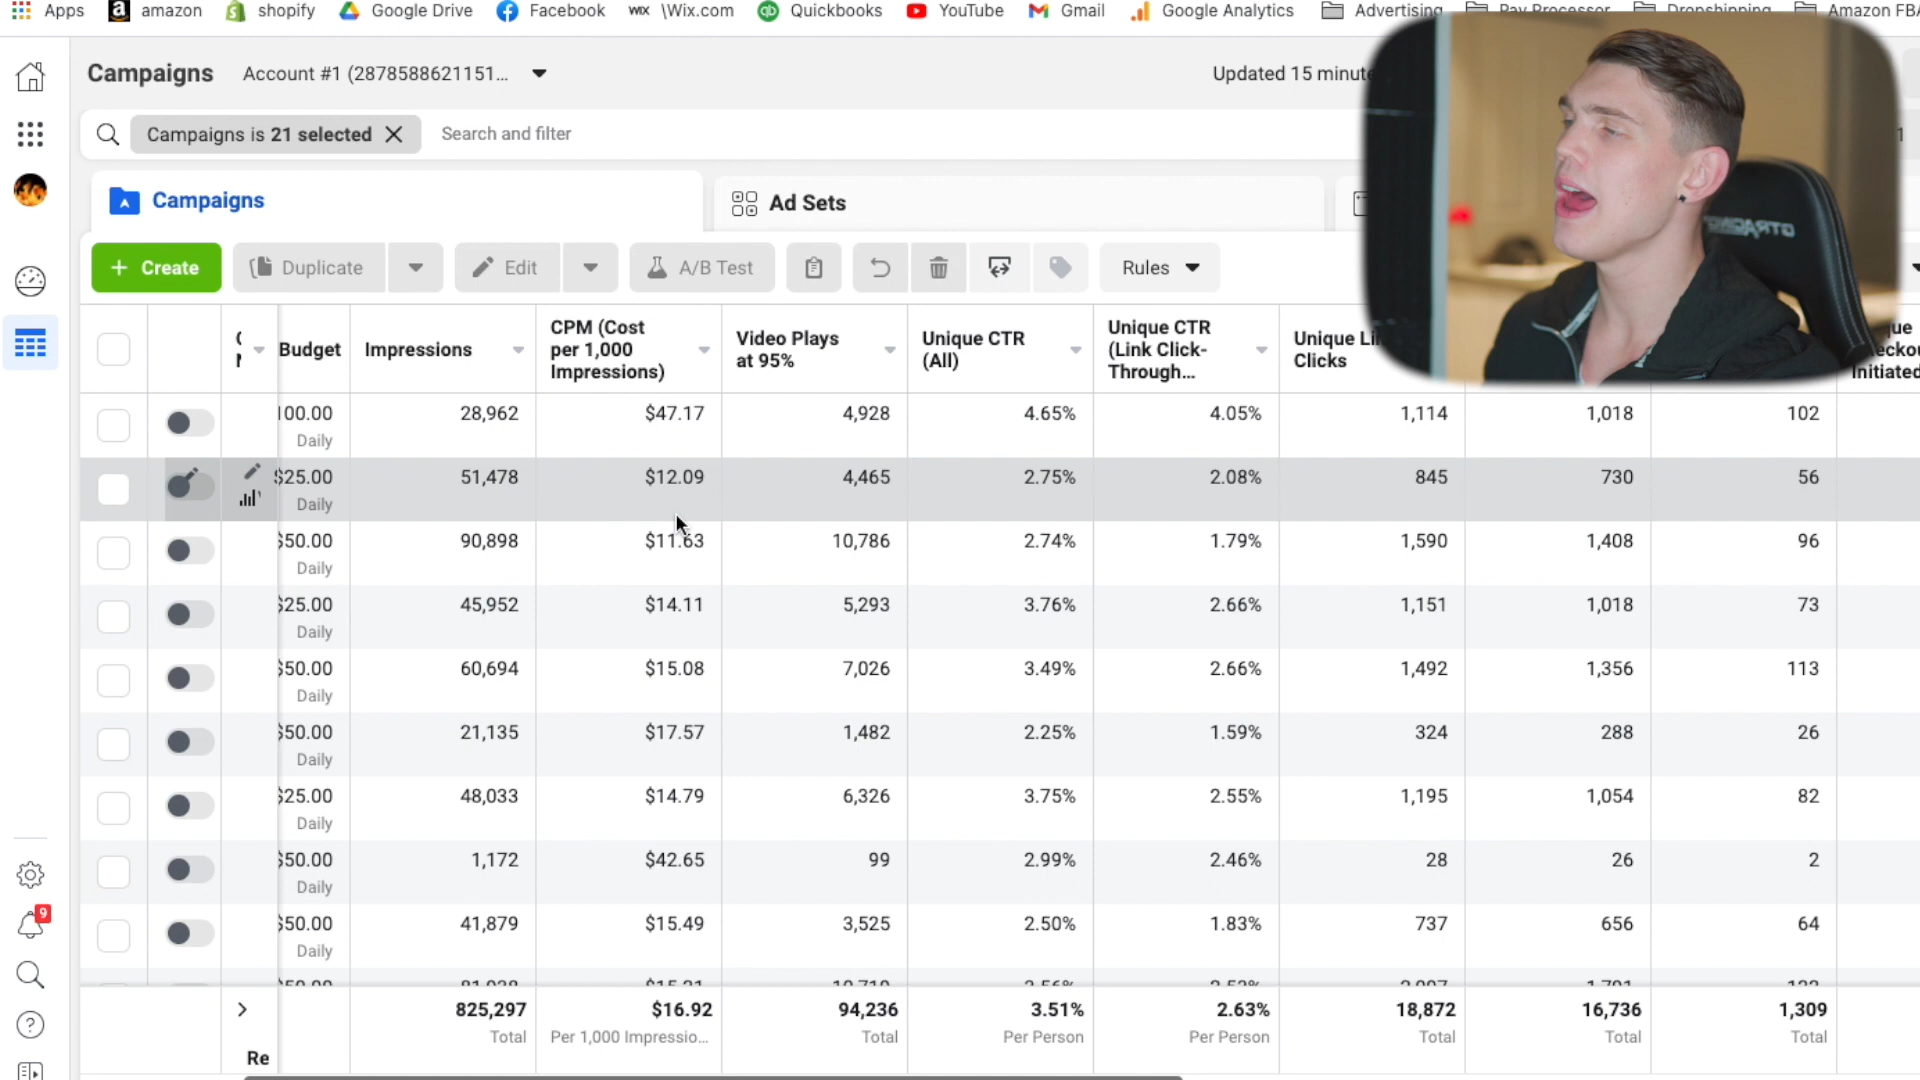 Apps amazon shopify Google Drive Facebook WIX \Wix.com Quickbooks YouTube Gmail Google Analytics Advertising Pay Processor Dropshipping Amazon FBA
Campaigns Account #1 (2878588621151... Updated 15 minute
Campaigns is 21 selected Search and filter
Campaigns Ad Sets
+ Create Duplicate Edit A/B Test Rules
Budget Impressions CPM (Cost per 1,000 Impressions) Video Plays at 95% Unique CTR (All) Unique CTR (Link Click-Through... Unique Li Clicks Initiated
100.00 28,962 $47.17 4,928 4.65% 4.05% 1,114 1,018 102
Daily
$25.00 51,478 $12.09 4,465 2.75% 2.08% 845 730 56
Daily
$50.00 90,898 $11.63 10,786 2.74% 1.79% 1,590 1,408 96
Daily
$25.00 45,952 $14.11 5,293 3.76% 2.66% 1,151 1,018 73
Daily
$50.00 60,694 $15.08 7,026 3.49% 2.66% 1,492 1,356 113
Daily
$50.00 21,135 $17.57 1,482 2.25% 1.59% 324 288 26
Daily
$25.00 48,033 $14.79 6,326 3.75% 2.55% 1,195 1,054 82
Daily
$50.00 1,172 $42.65 99 2.99% 2.46% 28 26 2
Daily
$50.00 41,879 $15.49 3,525 2.50% 1.83% 737 656 64
Daily
9
825,297 $16.92 94,236 3.51% 2.63% 18,872 16,736 1,309
Total Per 1,000 Impressio... Total Per Person Per Person Total Total Total
Re